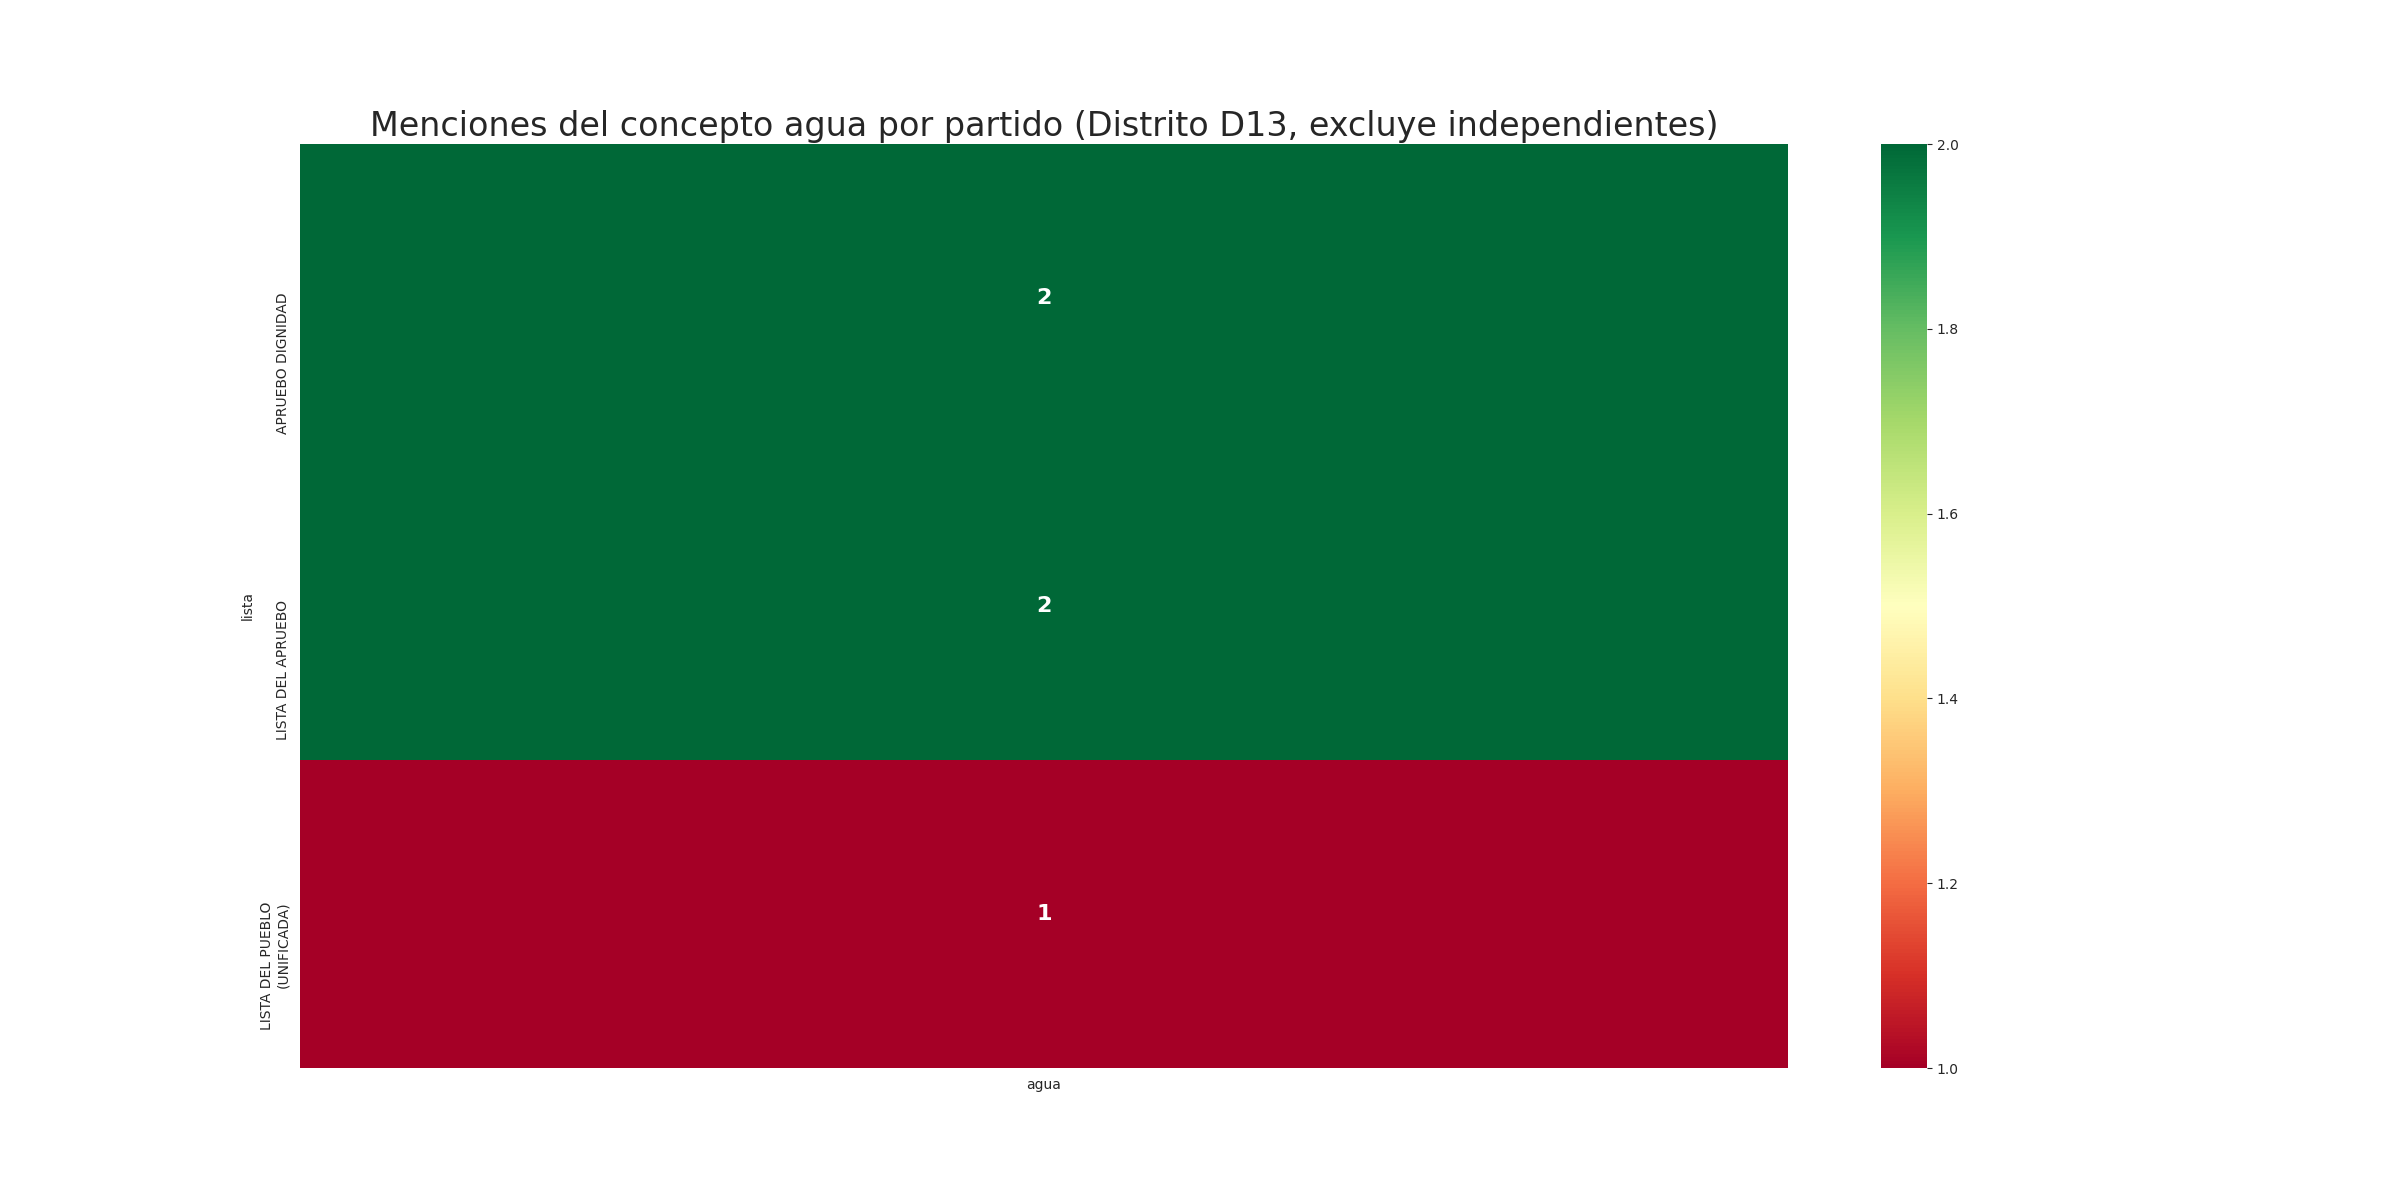 Menciones del concepto agua por partido (Distrito D13, excluye independientes)
lista
APRUEBO DIGNIDAD
2
LISTA DEL APRUEBO
2
LISTA DEL PUEBLO
(UNIFICADA)
1
agua
2.0
1.8
1.6
1.4
1.2
1.0